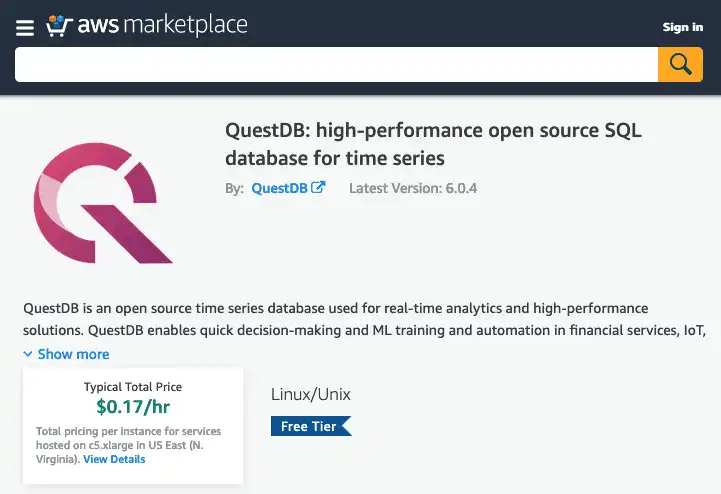 aws marketplace
Sign in
QuestDB: high-performance open source SQL
database for time series
By: QuestDB
Latest Version: 6.0.4
QuestDB is an open source time series database used for real-time analytics and high-performance
solutions. QuestDB enables quick decision-making and ML training and automation in financial services, IoT,
Show more
Typical Total Price
$0.17/hr
Total pricing per instance for services
hosted on c5.xlarge in US East (N.
Virginia). View Details
Linux/Unix
Free Tier